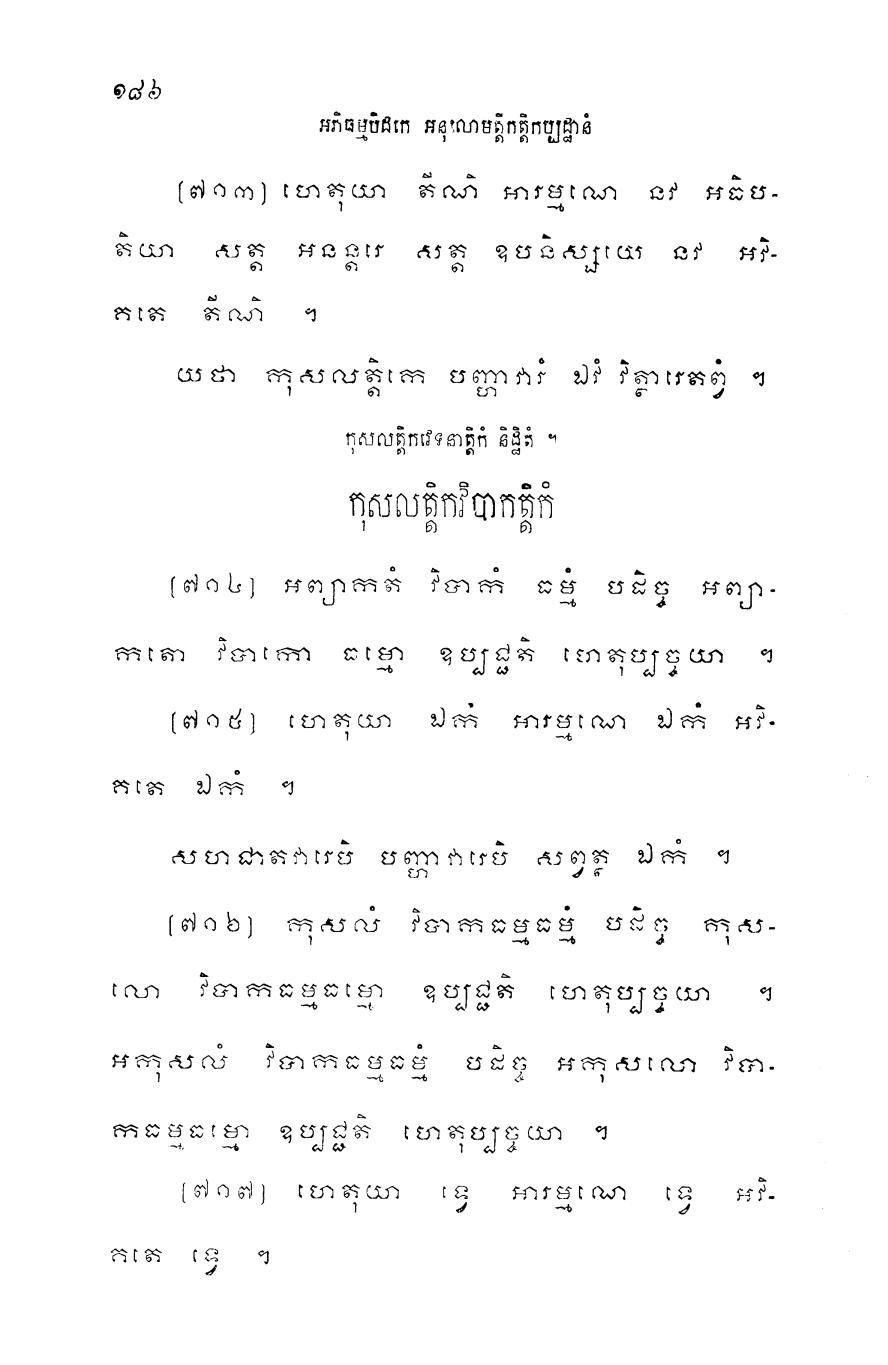 ១៨៦
អភិធម្មបិដកេ អនុលោមត្តិកត្តិកប្បដ្ឋានំ
(៧១៣) ហេតុយា តីណិ អារម្មណេ នវ អធិប-
តិយា សត្ត អនន្តរេ សត្ត ឧបនិស្សយេ នវ អវិ-
គតេ តីណិ ។
យថា កុសលត្តិកេ បញ្ហាវារំ ឯវំ វិត្ថារេតព្វំ ។
កុសលត្តិកវេទនាត្តិកំ និដ្ឋិតំ ។
កុសលត្តិកវិបាកត្តិកំ
(៧១៤) អព្យាកតំ វិបាកំ ធម្មំ បដិច្ច អព្យា-
កតោ វិបាកោ ធម្មោ ឧប្បជ្ជតិ ហេតុប្បច្ចយា ។
(៧១៥) ហេតុយា ឯកំ អារម្មណេ ឯកំ អវិ-
គតេ ឯកំ ។
សហជាតវារេបិ បញ្ហាវារេបិ សព្វត្ថ ឯកំ ។
(៧១៦) កុសលំ វិបាកធម្មធម្មំ បដិច្ច កុស-
លោ វិបាកធម្មធម្មោ ឧប្បជ្ជតិ ហេតុប្បច្ចយា ។
អកុសលំ វិបាកធម្មធម្មំ បដិច្ច អកុសលោ វិបា-
កធម្មធម្មោ ឧប្បជ្ជតិ ហេតុប្បច្ចយា ។
(៧១៧) ហេតុយា ទ្វេ អារម្មណេ ទ្វេ អវិ-
គតេ ទ្វេ ។